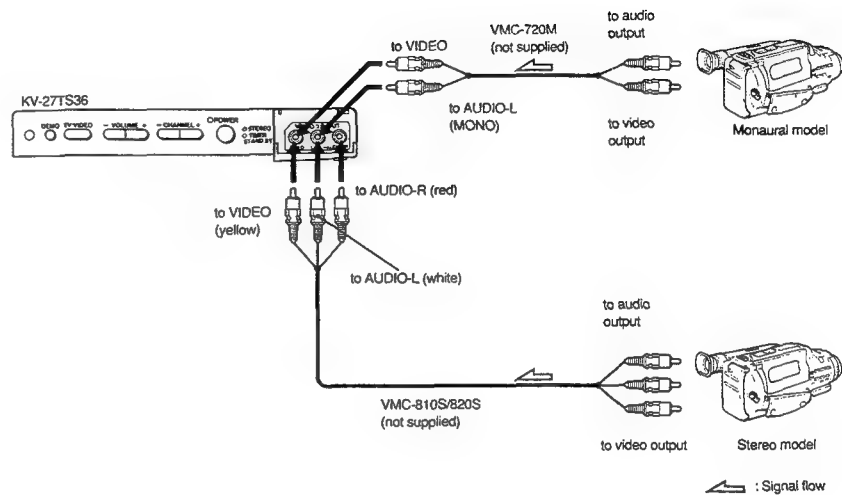 to audio
output
VMC-720M
(not supplied)
to VIDEO
KV-27TS36
DEMO TV/VIDEO – VOLUME + – CHANNEL + POWER
STEREO
TIMER
STAND BY
to AUDIO-L
(MONO)
to video
output
Monaural model
to AUDIO-R (red)
to VIDEO
(yellow)
to AUDIO-L (white)
to audio
output
VMC-810S/820S
(not supplied)
to video output
Stereo model
: Signal flow